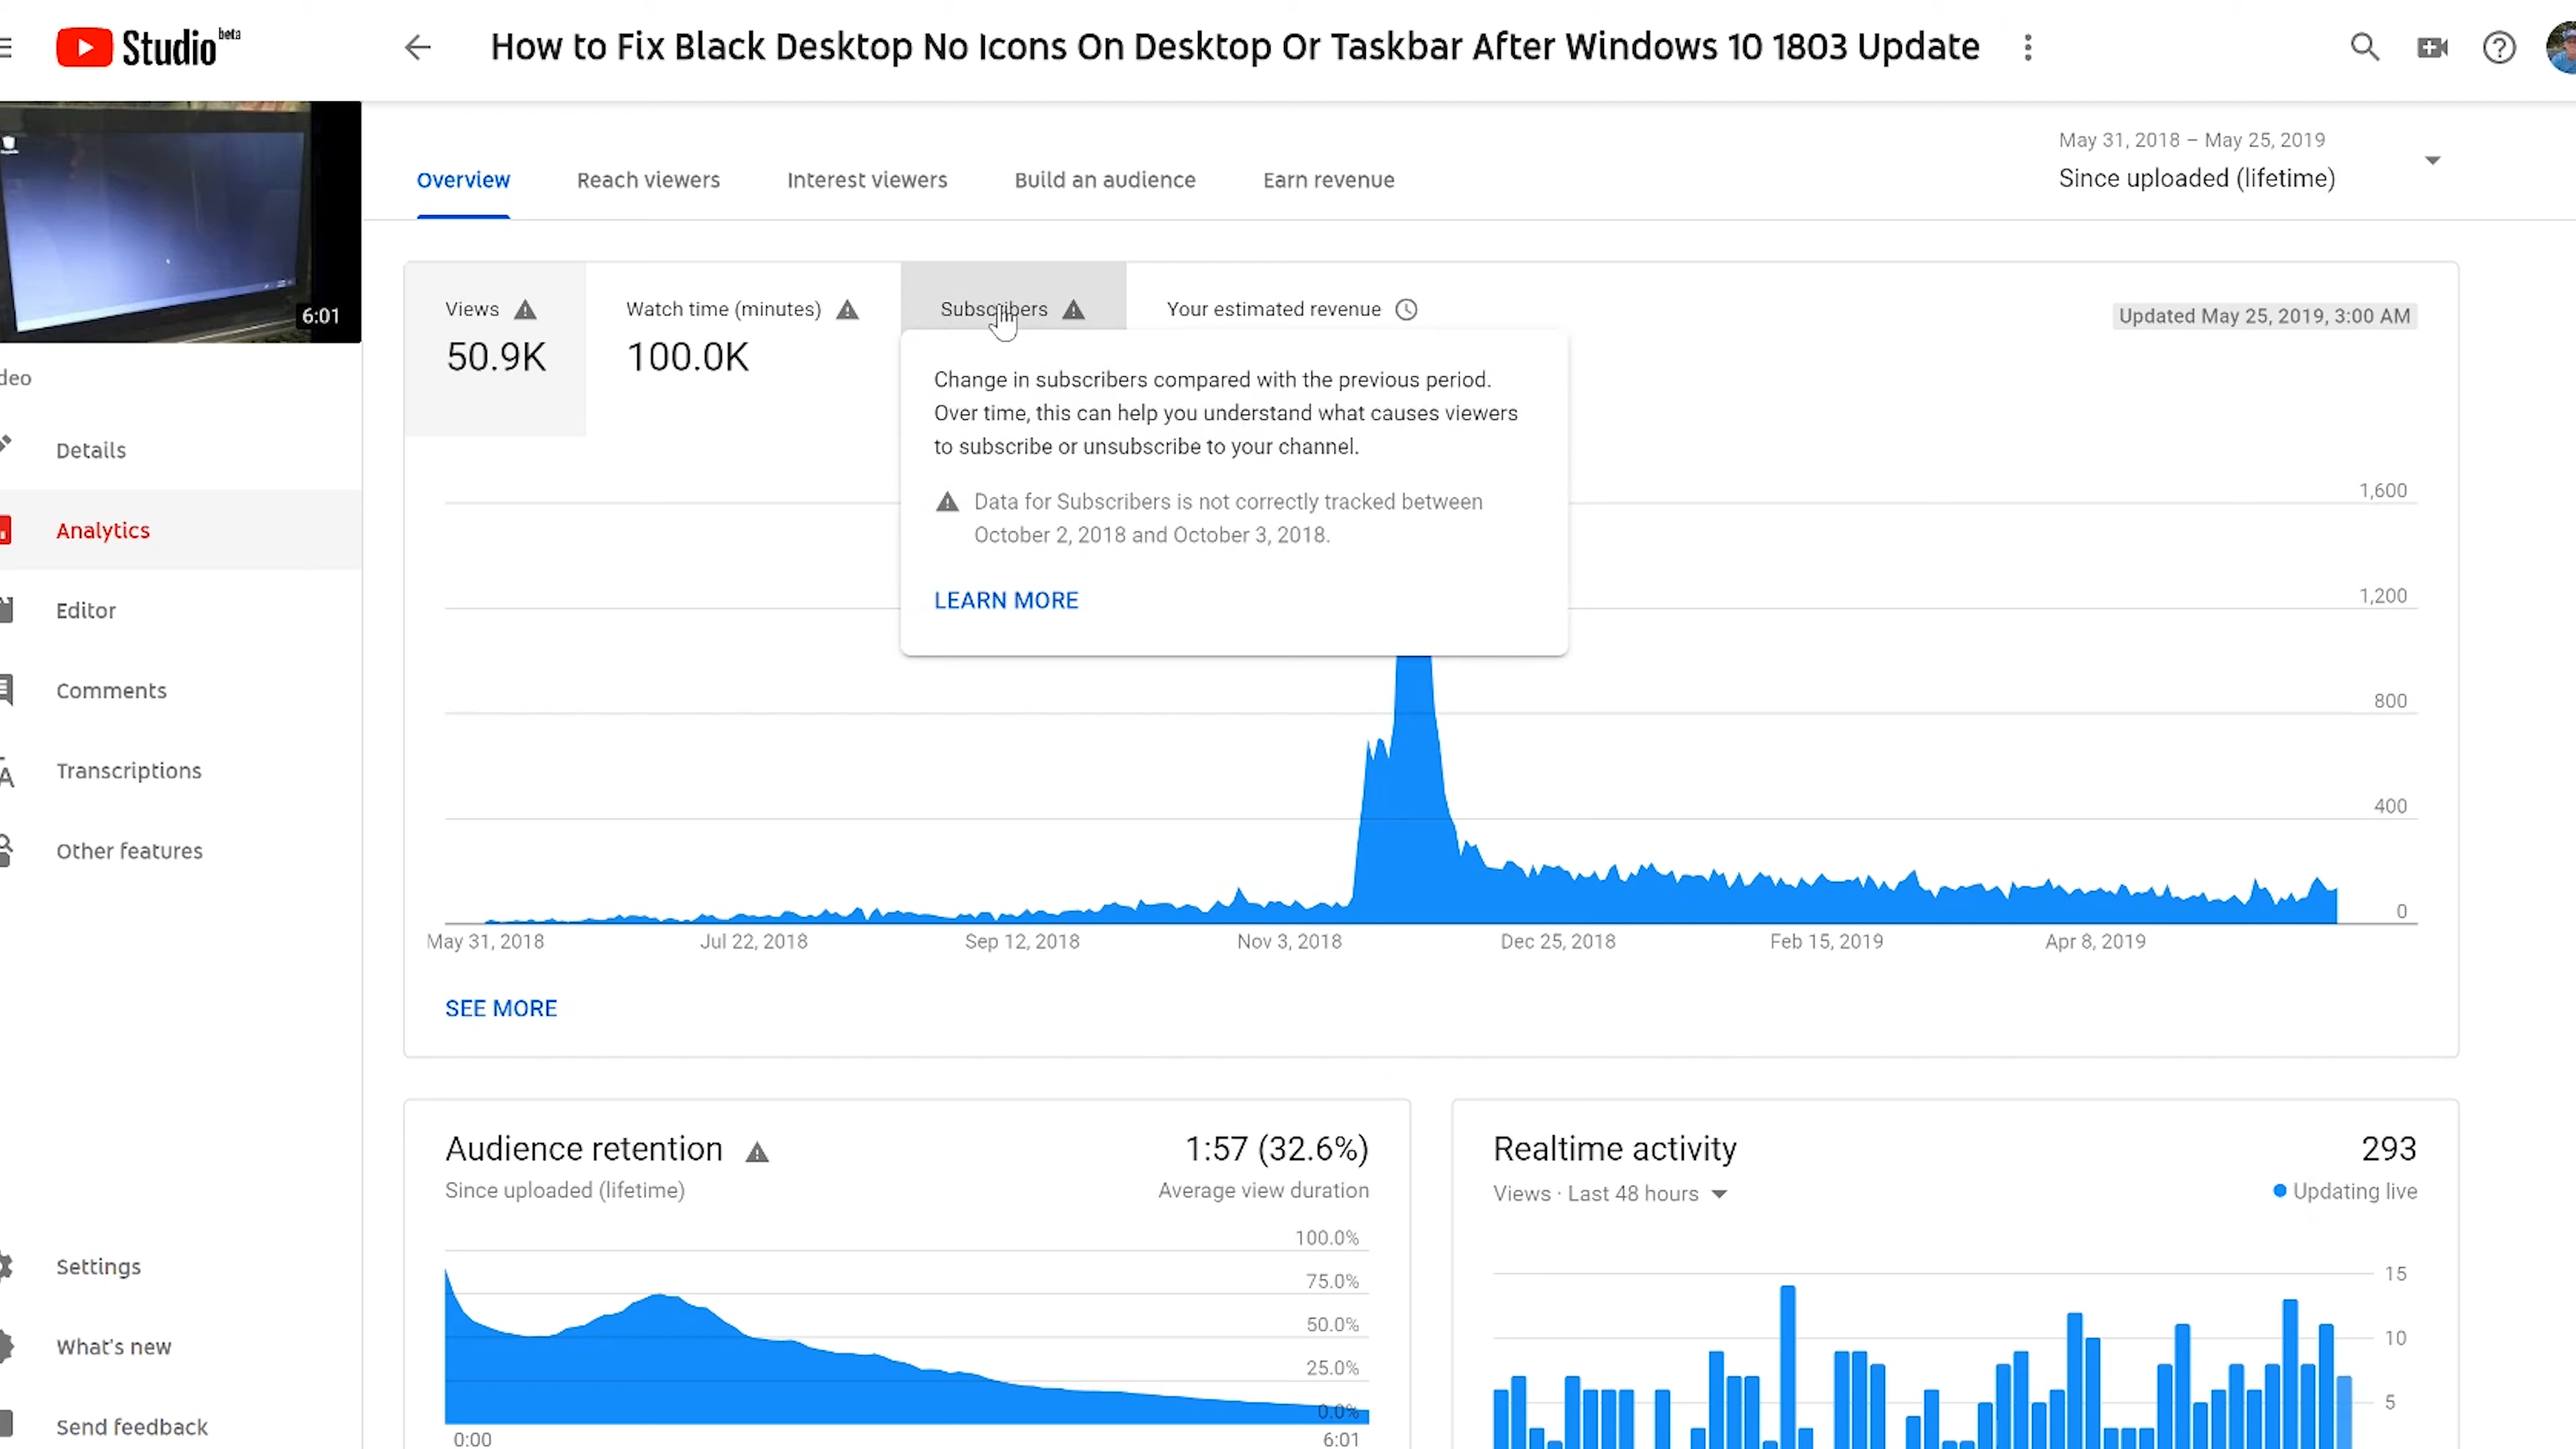 Studio beta
How to Fix Black Desktop No Icons On Desktop Or Taskbar After Windows 10 1803 Update
6:01
deo
Details
Analytics
Editor
Comments
Transcriptions
Other features
Settings
What's new
Send feedback
Overview Reach viewers Interest viewers Build an audience Earn revenue
May 31, 2018 – May 25, 2019
Since uploaded (lifetime)
Views
50.9K
Watch time (minutes)
100.0K
Subscribers
Your estimated revenue
Updated May 25, 2019, 3:00 AM
Change in subscribers compared with the previous period.
Over time, this can help you understand what causes viewers
to subscribe or unsubscribe to your channel.
Data for Subscribers is not correctly tracked between
October 2, 2018 and October 3, 2018.
LEARN MORE
1,600
1,200
800
400
0
May 31, 2018 Jul 22, 2018 Sep 12, 2018 Nov 3, 2018 Dec 25, 2018 Feb 15, 2019 Apr 8, 2019
SEE MORE
Audience retention
1:57 (32.6%)
Since uploaded (lifetime)
Average view duration
100.0%
75.0%
50.0%
25.0%
0.0%
0:00 6:01
Realtime activity
293
Views · Last 48 hours
Updating live
15
10
5